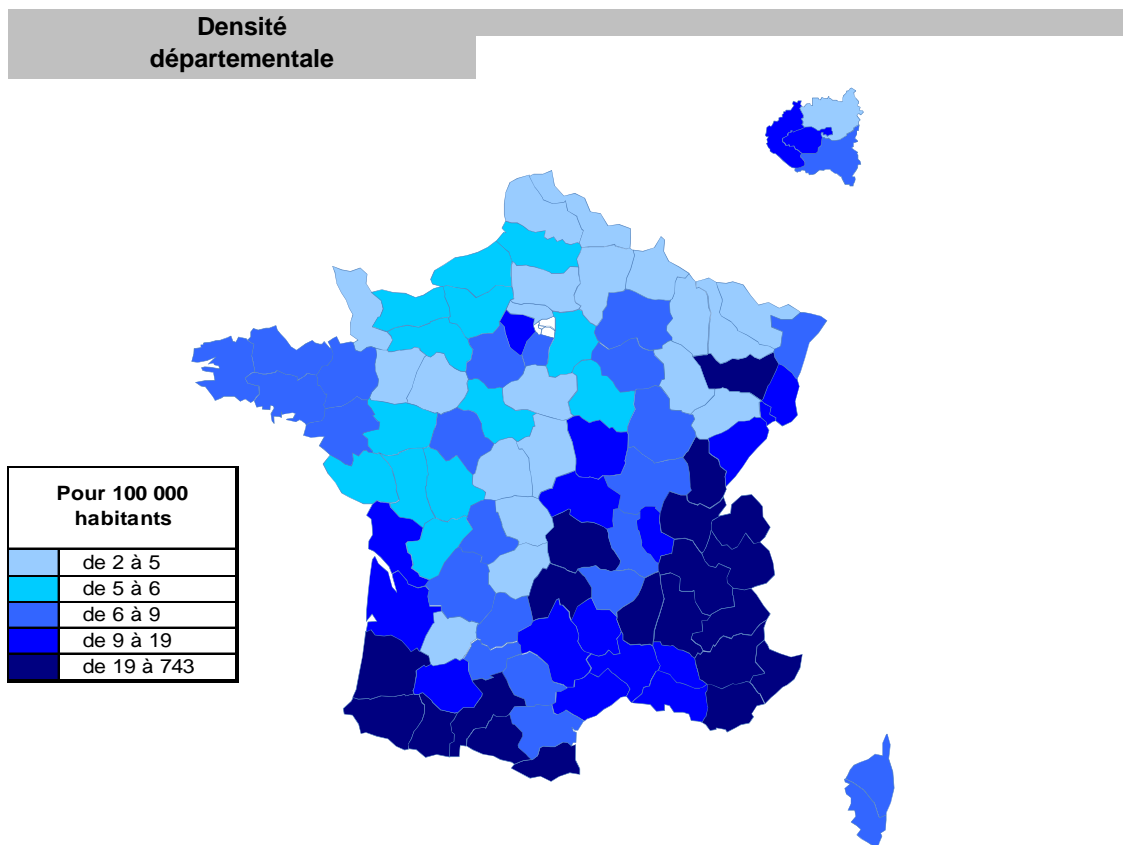 Densité
départementale
Pour 100 000
habitants
de 2 à 5
de 5 à 6
de 6 à 9
de 9 à 19
de 19 à 743